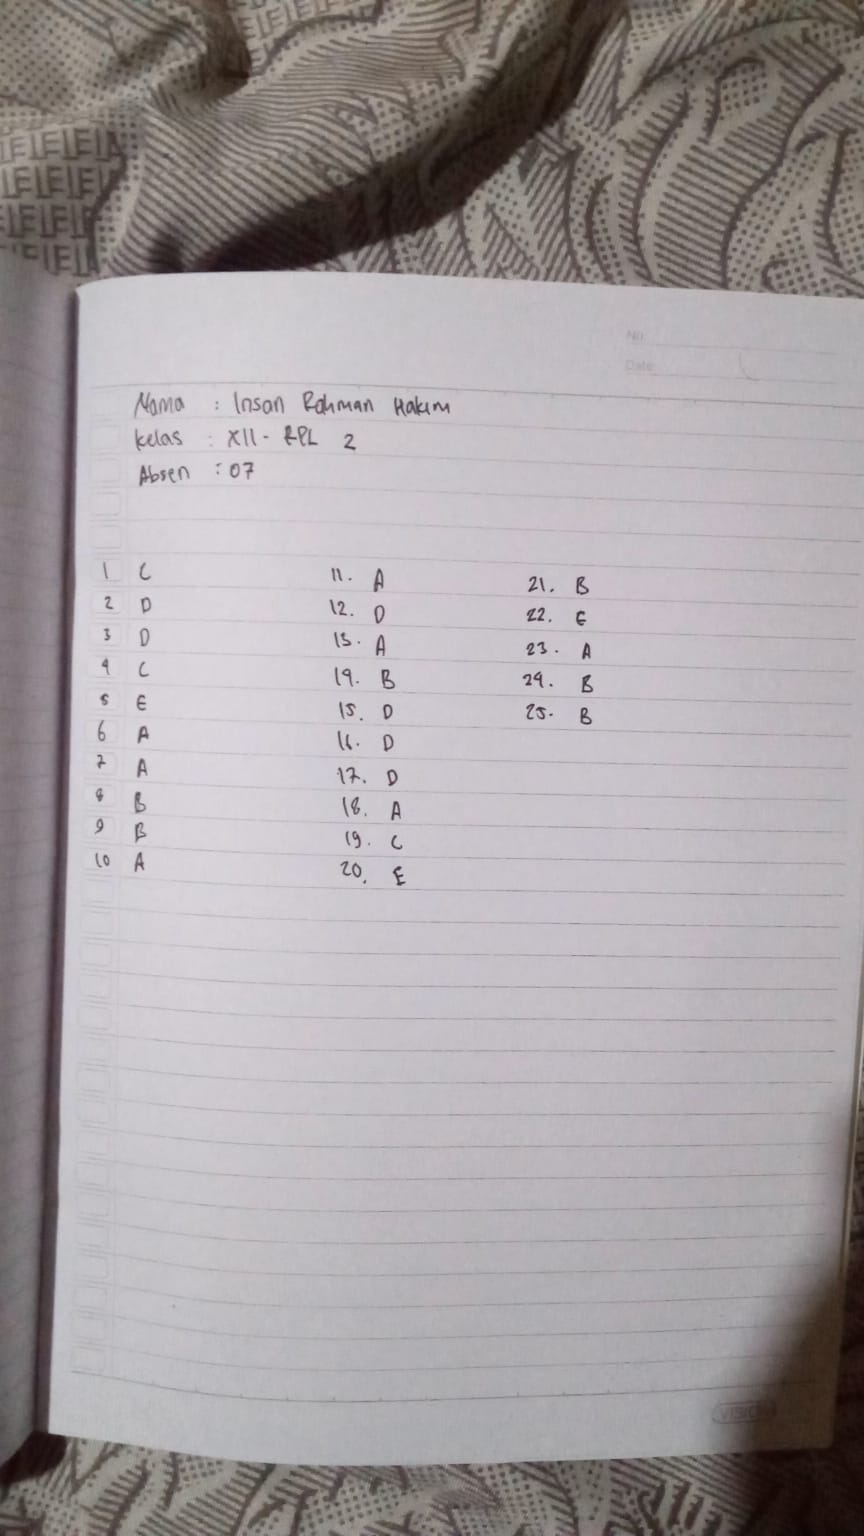 No
Date
Nama : Insan Rahman Hakim
Kelas : XII - RPL 2
Absen : 07
1 C
2 D
3 D
4 C
5 E
6 A
7 A
8 B
9 B
10 A
11. A
12. D
13. A
14. B
15. D
16. D
17. D
18. A
19. C
20. E
21. B
22. E
23. A
24. B
25. B
VISION